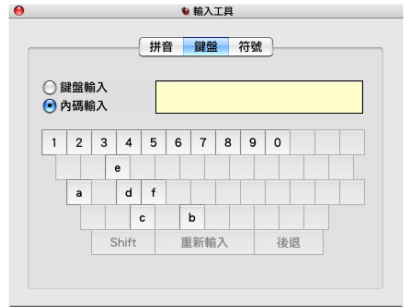 輸入工具
拼音 鍵盤 符號
鍵盤輸入
內碼輸入
1 2 3 4 5 6 7 8 9 0
e
a d f
c b
Shift 重新輸入 後退